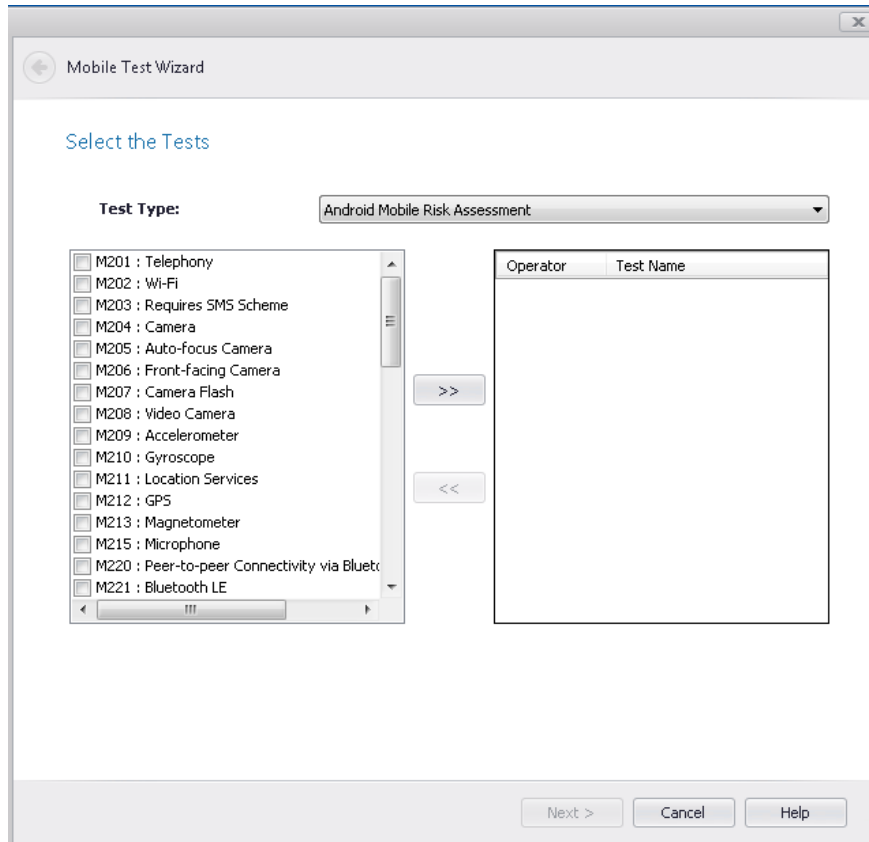 Mobile Test Wizard
Select the Tests
Test Type:
Android Mobile Risk Assessment
M201 : Telephony
M202 : Wi-Fi
M203 : Requires SMS Scheme
M204 : Camera
M205 : Auto-focus Camera
M206 : Front-facing Camera
M207 : Camera Flash
M208 : Video Camera
M209 : Accelerometer
M210 : Gyroscope
M211 : Location Services
M212 : GPS
M213 : Magnetometer
M215 : Microphone
M220 : Peer-to-peer Connectivity via
M221 : Bluetooth LE
>>
<<
Operator Test Name
Next > Cancel Help